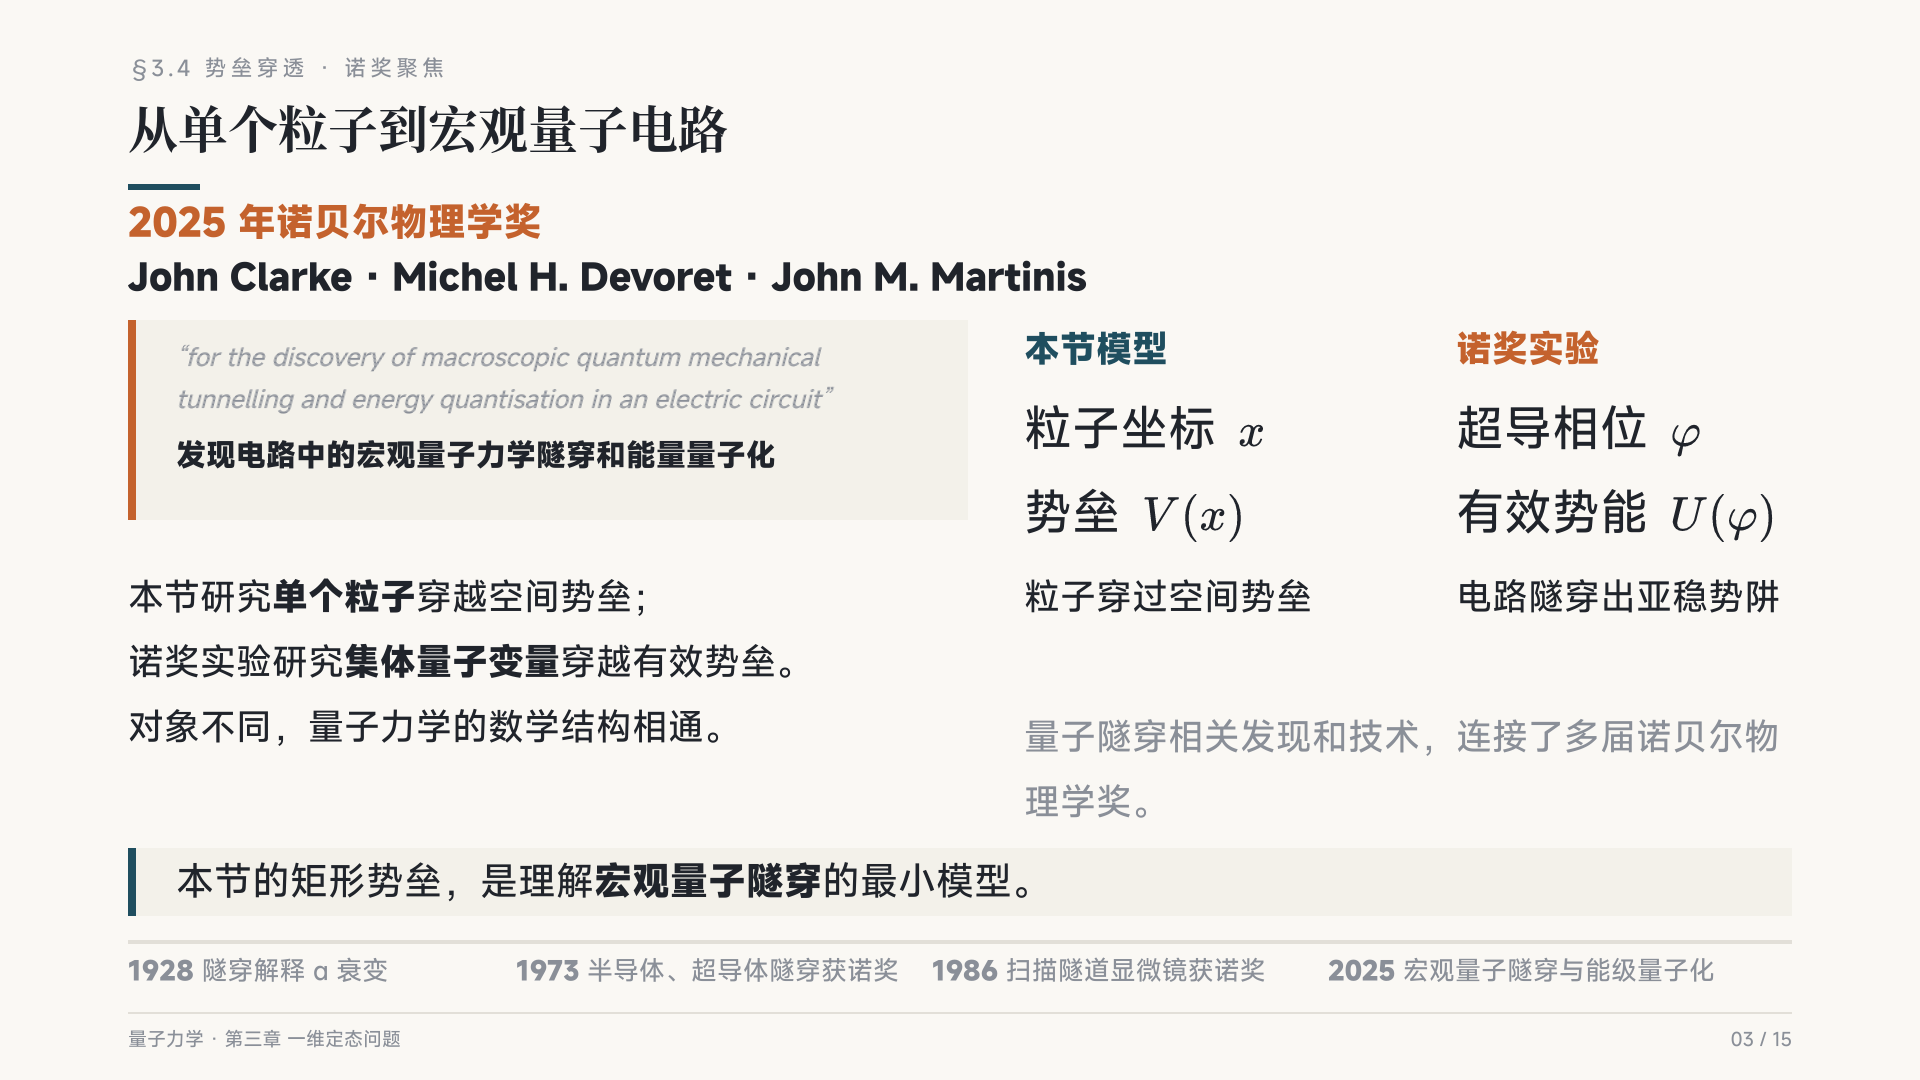 §3.4 势垒穿透 · 诺奖聚焦
从单个粒子到宏观量子电路
2025 年诺贝尔物理学奖
John Clarke · Michel H. Devoret · John M. Martinis
“for the discovery of macroscopic quantum mechanical
tunnelling and energy quantisation in an electric circuit”
发现电路中的宏观量子力学隧穿和能量量子化
本节研究单个粒子穿越空间势垒；
诺奖实验研究集体量子变量穿越有效势垒。
对象不同，量子力学的数学结构相通。
本节模型
诺奖实验
粒子坐标 x
超导相位 φ
势垒 V(x)
有效势能 U(φ)
粒子穿过空间势垒
电路隧穿出亚稳势阱
量子隧穿相关发现和技术，连接了多届诺贝尔物
理学奖。
本节的矩形势垒，是理解宏观量子隧穿的最小模型。
1928 隧穿解释 α 衰变
1973 半导体、超导体隧穿获诺奖
1986 扫描隧道显微镜获诺奖
2025 宏观量子隧穿与能级量子化
量子力学 · 第三章 一维定态问题
03 / 15